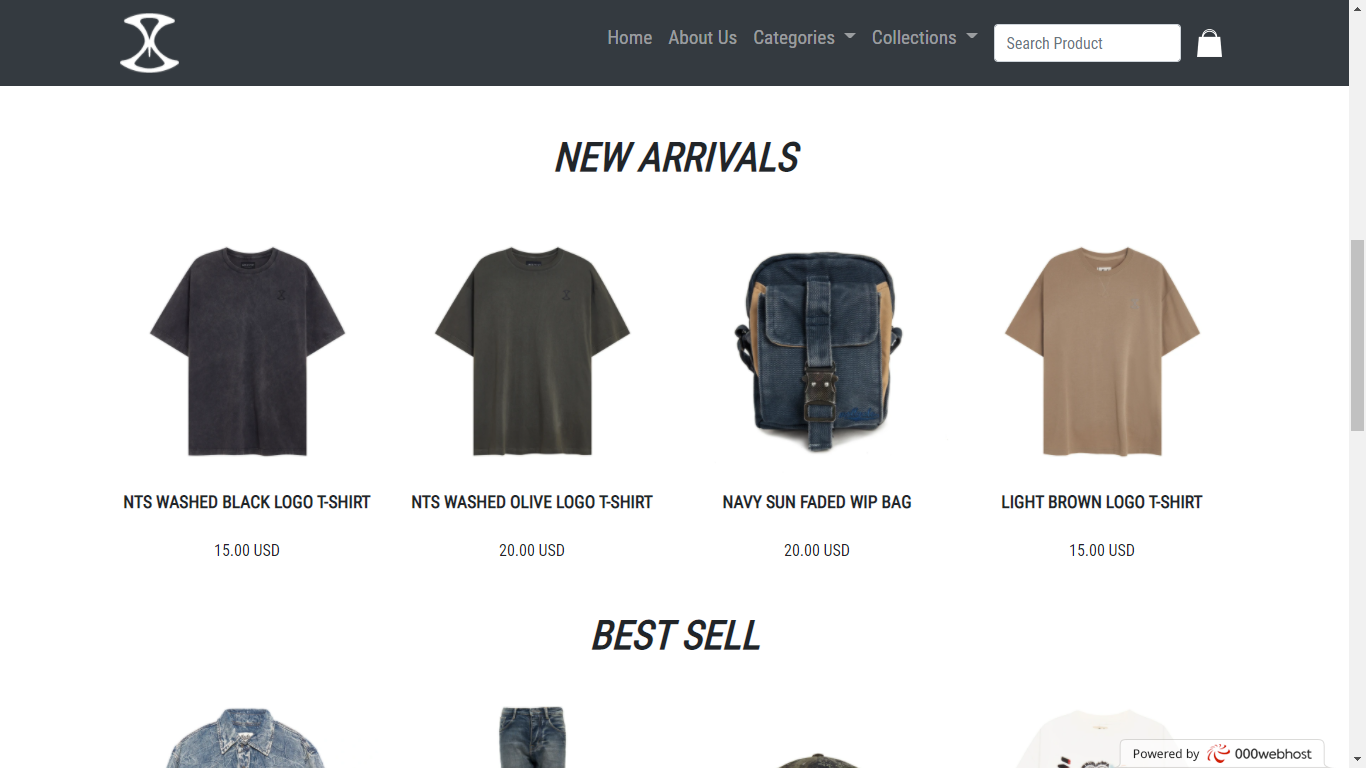 Home About Us Categories Collections Search Product
NEW ARRIVALS
NTS WASHED BLACK LOGO T-SHIRT
15.00 USD
NTS WASHED OLIVE LOGO T-SHIRT
20.00 USD
NAVY SUN FADED WIP BAG
20.00 USD
LIGHT BROWN LOGO T-SHIRT
15.00 USD
BEST SELL
Powered by 000webhost